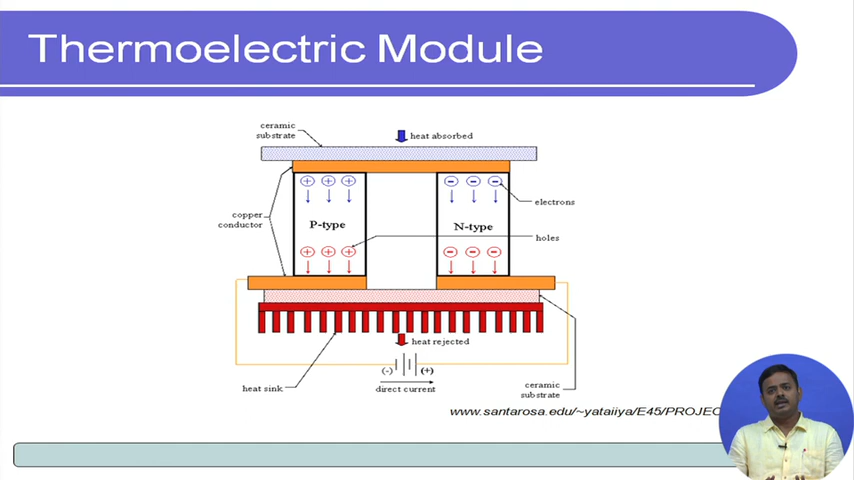 Thermoelectric Module
ceramic
substrate
heat absorbed
electrons
copper
conductor
P-type
N-type
holes
heat rejected
(-)
(+)
heat sink
direct current
ceramic
substrate
www.santarosa.edu/~yataiiya/E45/PROJEC